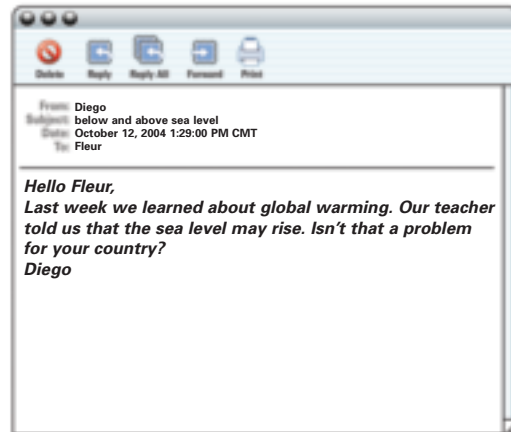 Delete Reply Reply All Forward Print
From: Diego
Subject: below and above sea level
Date: October 12, 2004 1:29:00 PM CMT
To: Fleur
Hello Fleur,
Last week we learned about global warming. Our teacher
told us that the sea level may rise. Isn't that a problem
for your country?
Diego